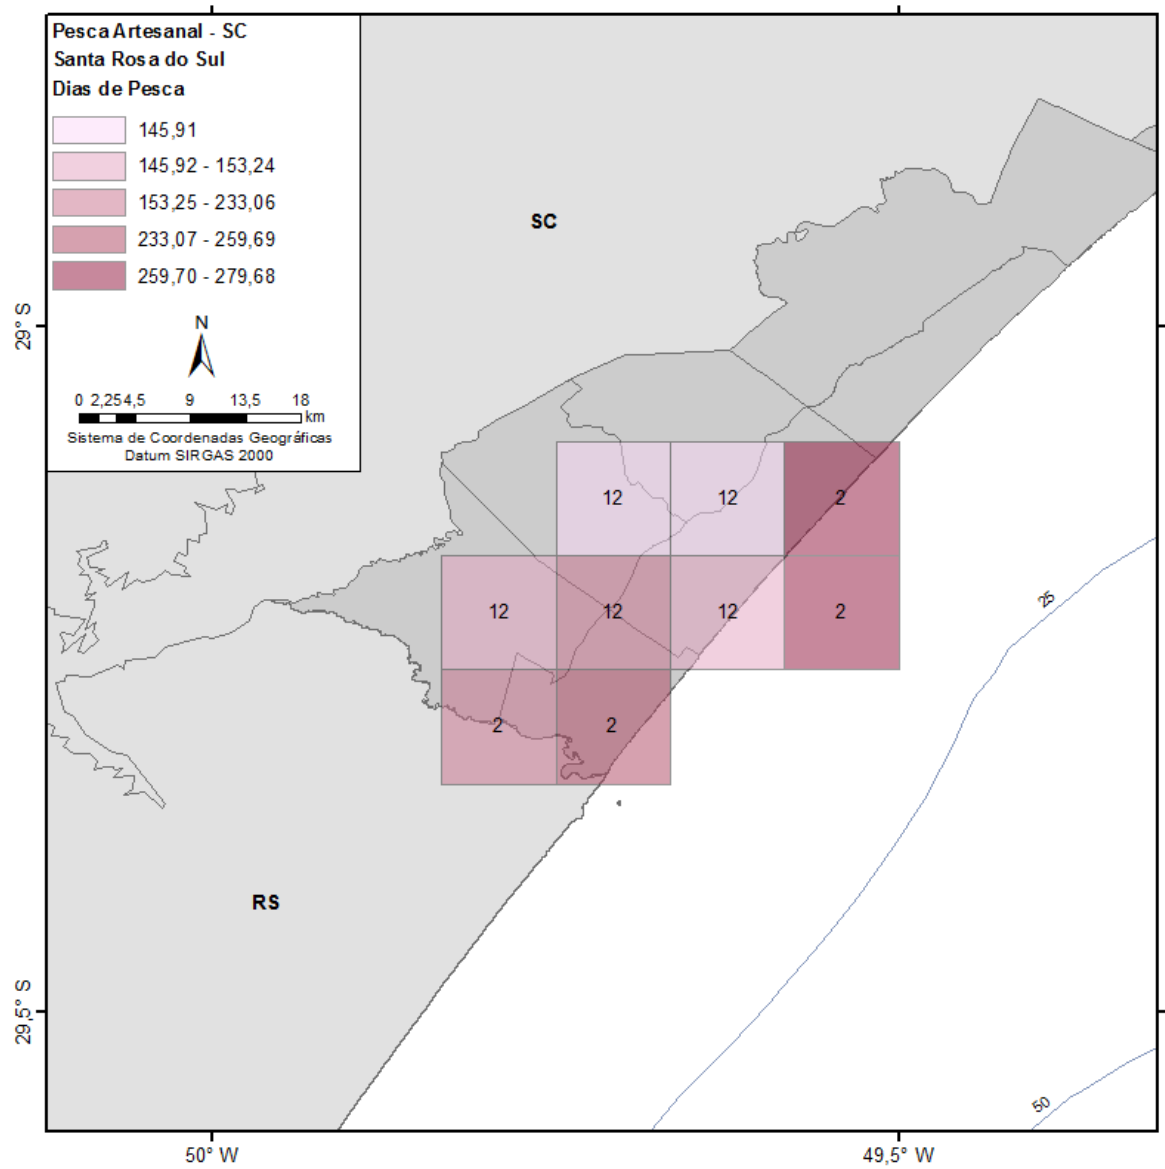 Pesca Artesanal - SC
Santa Rosa do Sul
Dias de Pesca
145,91
145,92 - 153,24
153,25 - 233,06
233,07 - 259,69
259,70 - 279,68
N
0 2,25 4,5 9 13,5 18
km
Sistema de Coordenadas Geográficas
Datum SIRGAS 2000
SC
29° S
12 12 2
12 12 12 2
25
2 2
RS
29,5° S
50
50° W 49,5° W